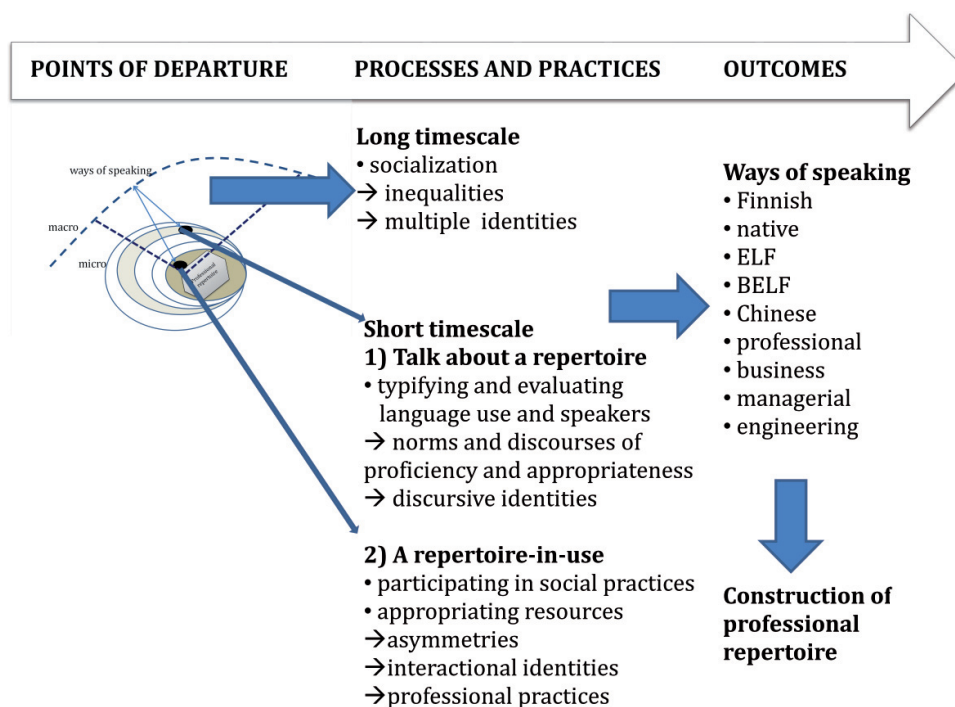 POINTS OF DEPARTURE
PROCESSES AND PRACTICES
OUTCOMES
ways of speaking
macro
micro
Professional
repertoire
Long timescale
• socialization
→ inequalities
→ multiple identities
Short timescale
1) Talk about a repertoire
• typifying and evaluating
language use and speakers
→ norms and discourses of
proficiency and appropriateness
→ discursive identities
2) A repertoire-in-use
• participating in social practices
• appropriating resources
→asymmetries
→interactional identities
→professional practices
Ways of speaking
• Finnish
• native
• ELF
• BELF
• Chinese
• professional
• business
• managerial
• engineering
Construction of
professional
repertoire